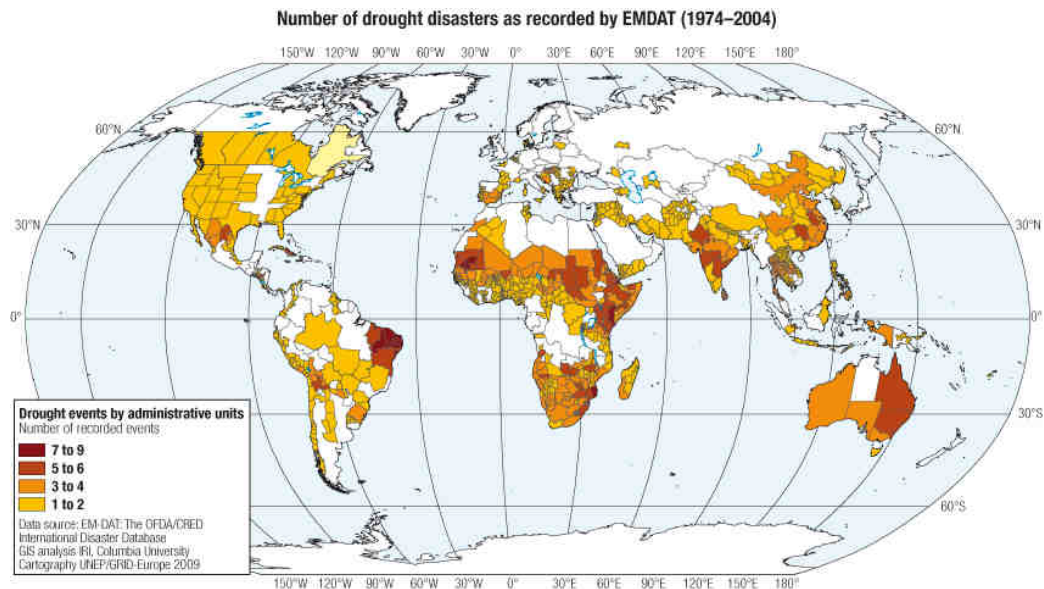 Number of drought disasters as recorded by EMDAT (1974–2004)
150°W 120°W 90°W 30°W 0° 30°E 60°E 90°E 120°E 150°E 180°
60°N 60°N
30°N 30°N
0° 0°
30°S
60°S
Drought events by administrative units
Number of recorded events
7 to 9
5 to 6
3 to 4
1 to 2
Data source: EM-DAT: The OFDA/CRED
International Disaster Database
GIS analysis IRI, Columbia University
Cartography UNEP/GRID-Europe 2009
150°W 120°W 90°W 60°W 30°W 0° 30°E 60°E 90°E 120°E 150°E 180°